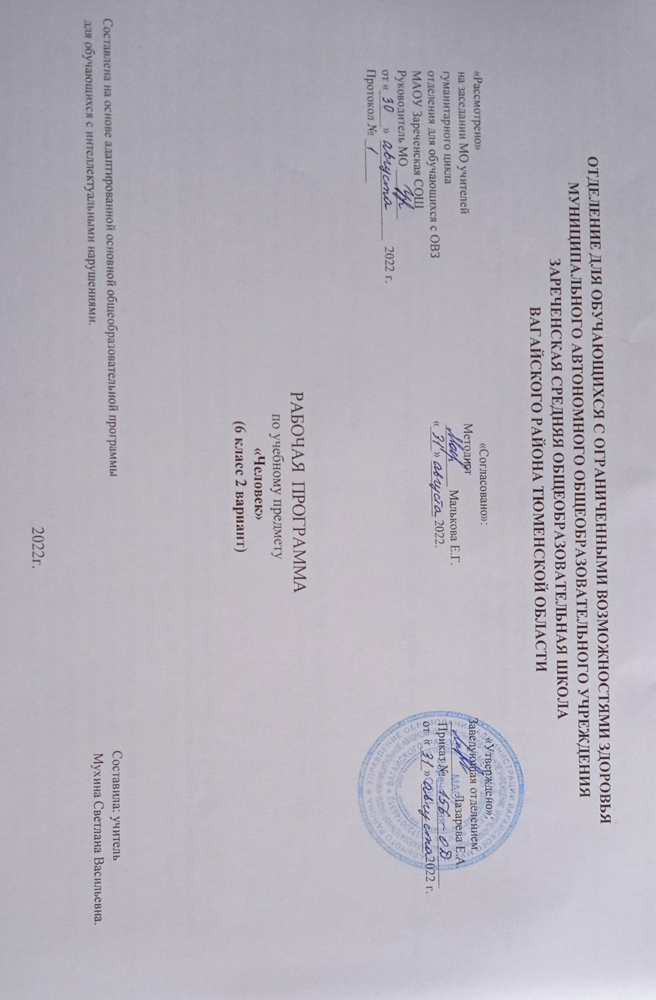 ОТДЕЛЕНИЕ ДЛЯ ОБУЧАЮЩИХСЯ С ОГРАНИЧЕННЫМИ ВОЗМОЖНОСТЯМИ ЗДОРОВЬЯ
МУНИЦИПАЛЬНОГО АВТОНОМНОГО ОБЩЕОБРАЗОВАТЕЛЬНОГО УЧРЕЖДЕНИЯ
ЗАРЕЧЕНСКАЯ СРЕДНЯЯ ОБЩЕОБРАЗОВАТЕЛЬНАЯ ШКОЛА
ВАГАЙСКОГО РАЙОНА ТЮМЕНСКОЙ ОБЛАСТИ
«Рассмотрено»
на заседании МО учителей
гуманитарного цикла
отделения для обучающихся с ОВЗ
МАОУ Зареченская СОШ
Руководитель МО
от « 30 » августа 2022 г.
Протокол № 1
«Согласовано»:
Методист
Малькова Е.Г.
« 31 » августа 2022.
«Утверждено»:
Заведующая отделением
Лазарева Е.А.
Приказ № 156-ОД
от « 31 » августа 2022 г.
РАБОЧАЯ ПРОГРАММА
по учебному предмету
«Человек»
(6 класс 2 вариант)
Составлена на основе адаптированной основной общеобразовательной программы
для обучающихся с интеллектуальными нарушениями.
Составила: учитель
Мухина Светлана Васильевна.
2022г.